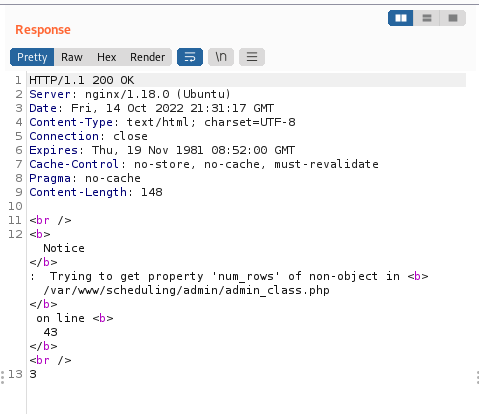 Response
Pretty Raw Hex Render \n
1 HTTP/1.1 200 OK
2 Server: nginx/1.18.0 (Ubuntu)
3 Date: Fri, 14 Oct 2022 21:31:17 GMT
4 Content-Type: text/html; charset=UTF-8
5 Connection: close
6 Expires: Thu, 19 Nov 1981 08:52:00 GMT
7 Cache-Control: no-store, no-cache, must-revalidate
8 Pragma: no-cache
9 Content-Length: 148
10
11 <br />
12 <b>
Notice
</b>
:  Trying to get property 'num_rows' of non-object in <b>
/var/www/scheduling/admin/admin_class.php
</b>
on line <b>
43
</b>
<br />
13 3